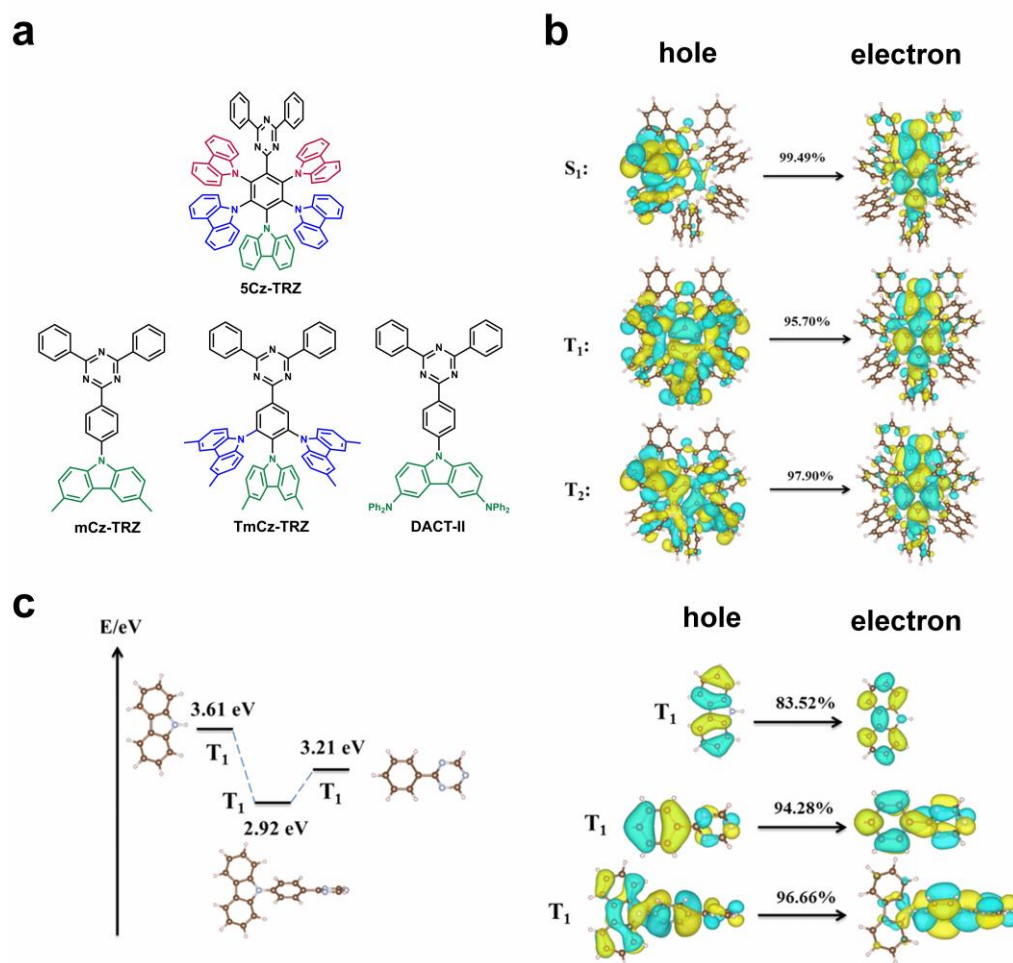 a
5Cz-TRZ
N
N
N
N
N
N
N
N
mCz-TRZ
N
N
N
N
TmCz-TRZ
N
N
N
N
N
N
DACT-II
N
N
N
N
Ph₂N
NPh₂
b
hole electron
S₁: 99.49%
T₁: 95.70%
T₂: 97.90%
c
E/eV
3.61 eV
T₁
3.21 eV
T₁
T₁
2.92 eV
hole electron
T₁ 83.52%
T₁ 94.28%
T₁ 96.66%